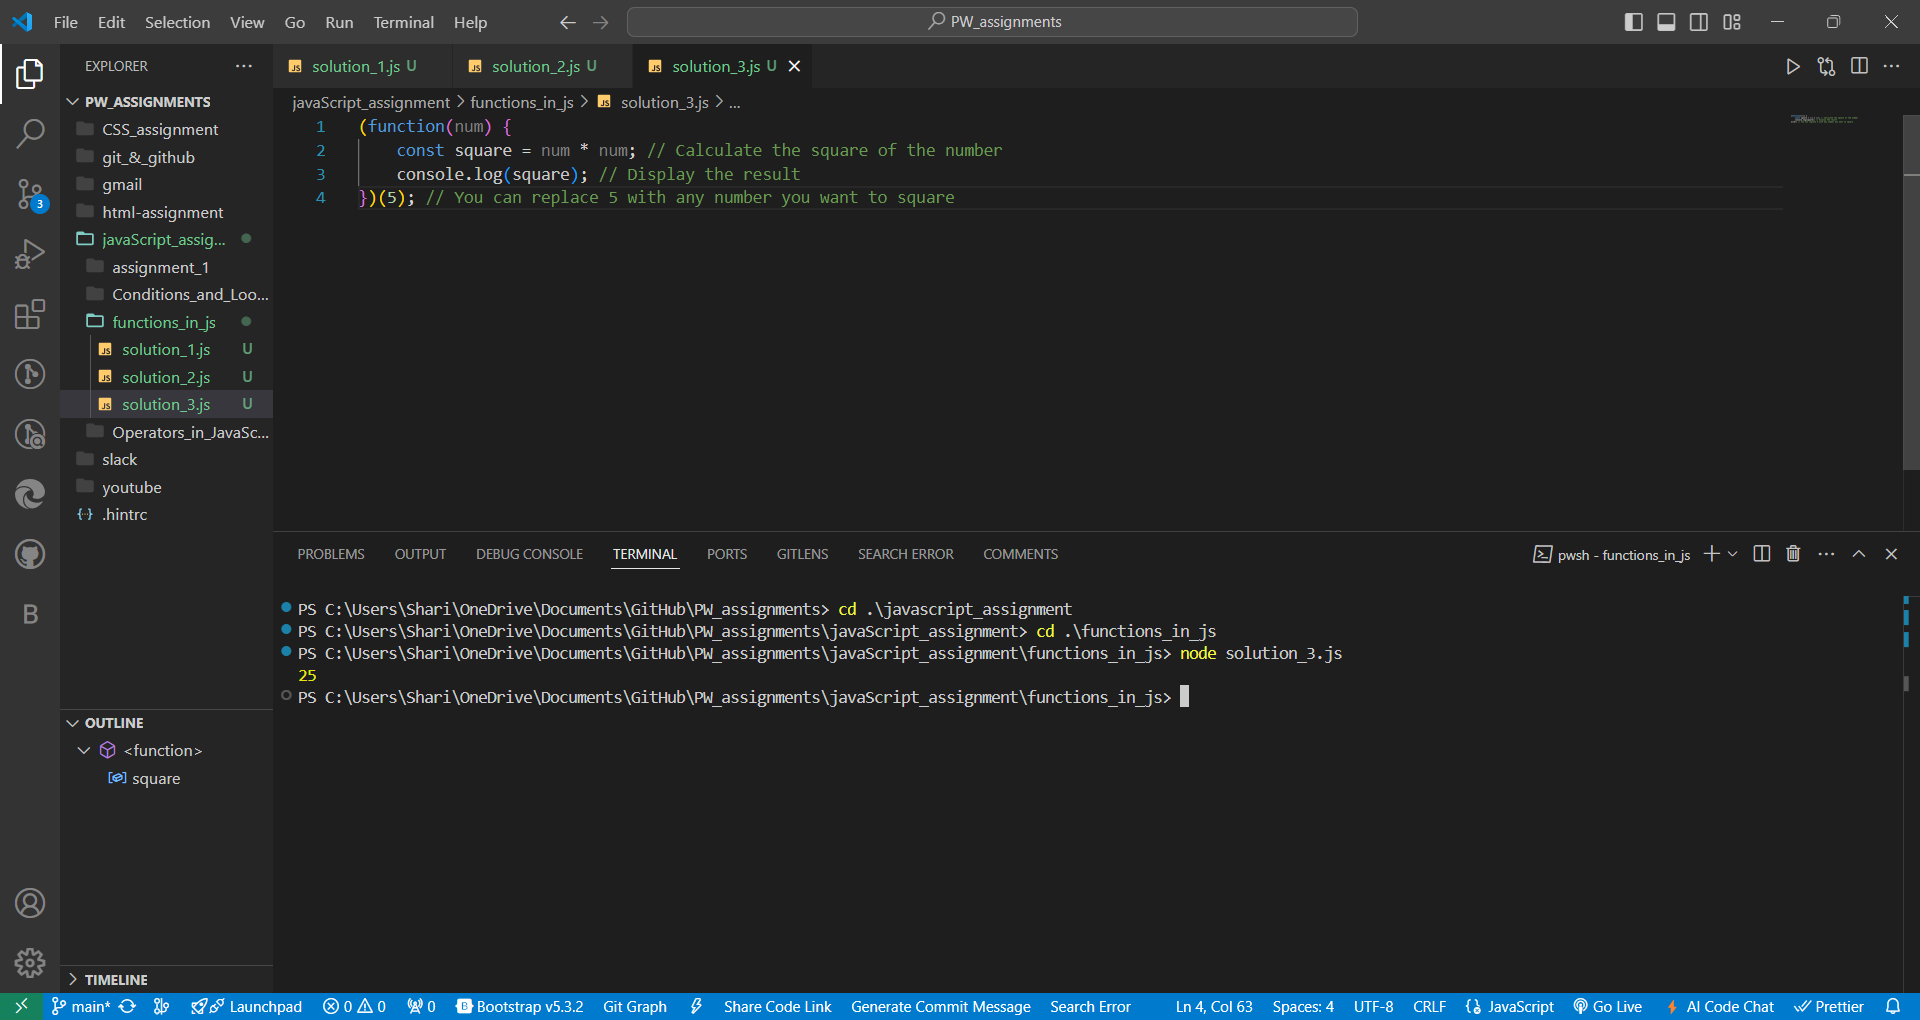 File Edit Selection View Go Run Terminal Help
PW_assignments
EXPLORER
PW_ASSIGNMENTS
CSS_assignment
git_&_github
gmail
html-assignment
javaScript_assig...
assignment_1
Conditions_and_Loo...
functions_in_js
JS solution_1.js U
JS solution_2.js U
JS solution_3.js U
Operators_in_JavaSc...
slack
youtube
.hintrc
OUTLINE
<function>
square
TIMELINE
3
B
JS solution_1.js U
JS solution_2.js U
JS solution_3.js U
javaScript_assignment > functions_in_js > JS solution_3.js > ...
1 (function(num) {
2 const square = num * num; // Calculate the square of the number
3 console.log(square); // Display the result
4 })(5); // You can replace 5 with any number you want to square
PROBLEMS OUTPUT DEBUG CONSOLE TERMINAL PORTS GITLENS SEARCH ERROR COMMENTS
pwsh - functions_in_js
PS C:\Users\Shari\OneDrive\Documents\GitHub\PW_assignments> cd .\javascript_assignment
PS C:\Users\Shari\OneDrive\Documents\GitHub\PW_assignments\javaScript_assignment> cd .\functions_in_js
PS C:\Users\Shari\OneDrive\Documents\GitHub\PW_assignments\javaScript_assignment\functions_in_js> node solution_3.js
25
PS C:\Users\Shari\OneDrive\Documents\GitHub\PW_assignments\javaScript_assignment\functions_in_js>
main* Launchpad 0 0 0 B Bootstrap v5.3.2 Git Graph Share Code Link Generate Commit Message Search Error Ln 4, Col 63 Spaces: 4 UTF-8 CRLF JavaScript Go Live AI Code Chat Prettier